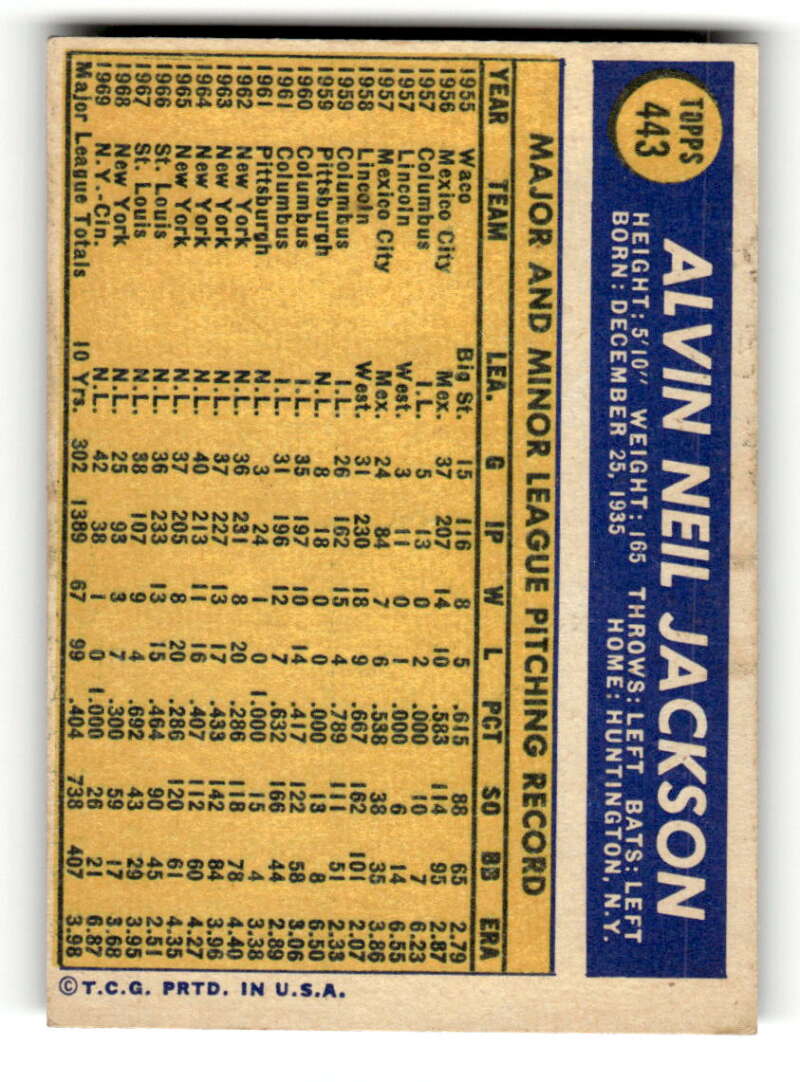 TOPPS
443
ALVIN NEIL JACKSON
HEIGHT: 5'10" WEIGHT: 165 THROWS: LEFT BATS: LEFT
BORN: DECEMBER 25, 1935 HOME: HUNTINGTON, N.Y.
MAJOR AND MINOR LEAGUE PITCHING RECORD
YEAR TEAM LEA. G IP W L PCT SO BB ERA
1955 Waco Big St. 15 116 8 5 .615 88 65 2.79
1956 Mexico City Mex. 37 207 14 10 .583 114 95 2.87
1957 Columbus I.L. 5 13 0 2 .000 10 7 6.23
1957 Lincoln West. 3 11 0 1 .000 6 14 6.55
1957 Mexico City Mex. 24 84 7 6 .538 38 35 3.86
1958 Lincoln West. 31 230 18 9 .667 162 101 2.07
1959 Columbus I.L. 26 162 15 4 .789 111 51 2.33
1959 Pittsburgh N.L. 8 18 0 0 .000 13 8 6.50
1960 Columbus I.L. 35 197 10 14 .417 122 58 3.06
1961 Columbus I.L. 31 196 12 7 .632 166 44 2.89
1961 Pittsburgh N.L. 3 24 1 0 1.000 15 4 3.38
1962 New York N.L. 36 231 8 20 .286 118 78 4.40
1963 New York N.L. 37 227 13 17 .433 142 84 3.96
1964 New York N.L. 40 213 11 16 .407 112 60 4.27
1965 New York N.L. 37 205 8 20 .286 120 61 4.35
1966 St. Louis N.L. 36 233 13 15 .464 90 45 2.51
1967 St. Louis N.L. 38 107 9 4 .692 43 29 3.95
1968 New York N.L. 25 93 3 7 .300 59 17 3.68
1969 N.Y.-Cin. N.L. 42 38 1 0 1.000 26 21 6.87
Major League Totals 10 Yrs. 302 1389 67 99 .404 738 407 3.98
©T.C.G. PRTD. IN U.S.A.